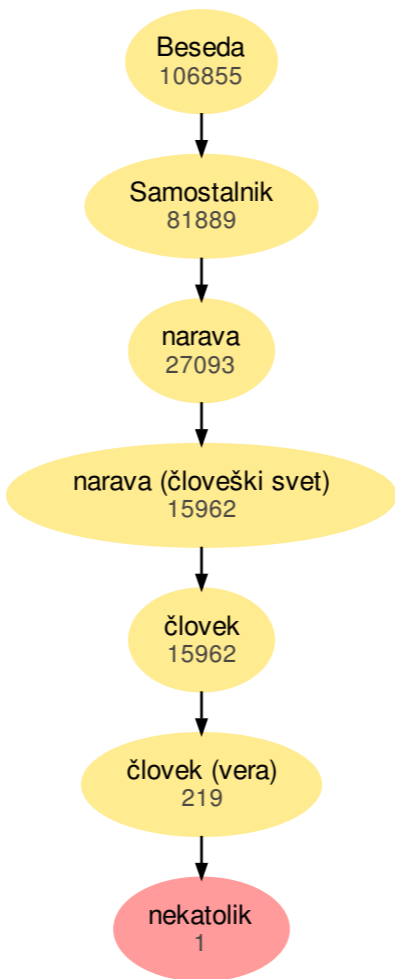 Beseda
106855
Samostalnik
81889
narava
27093
narava (človeški svet)
15962
človek
15962
človek (vera)
219
nekatolik
1